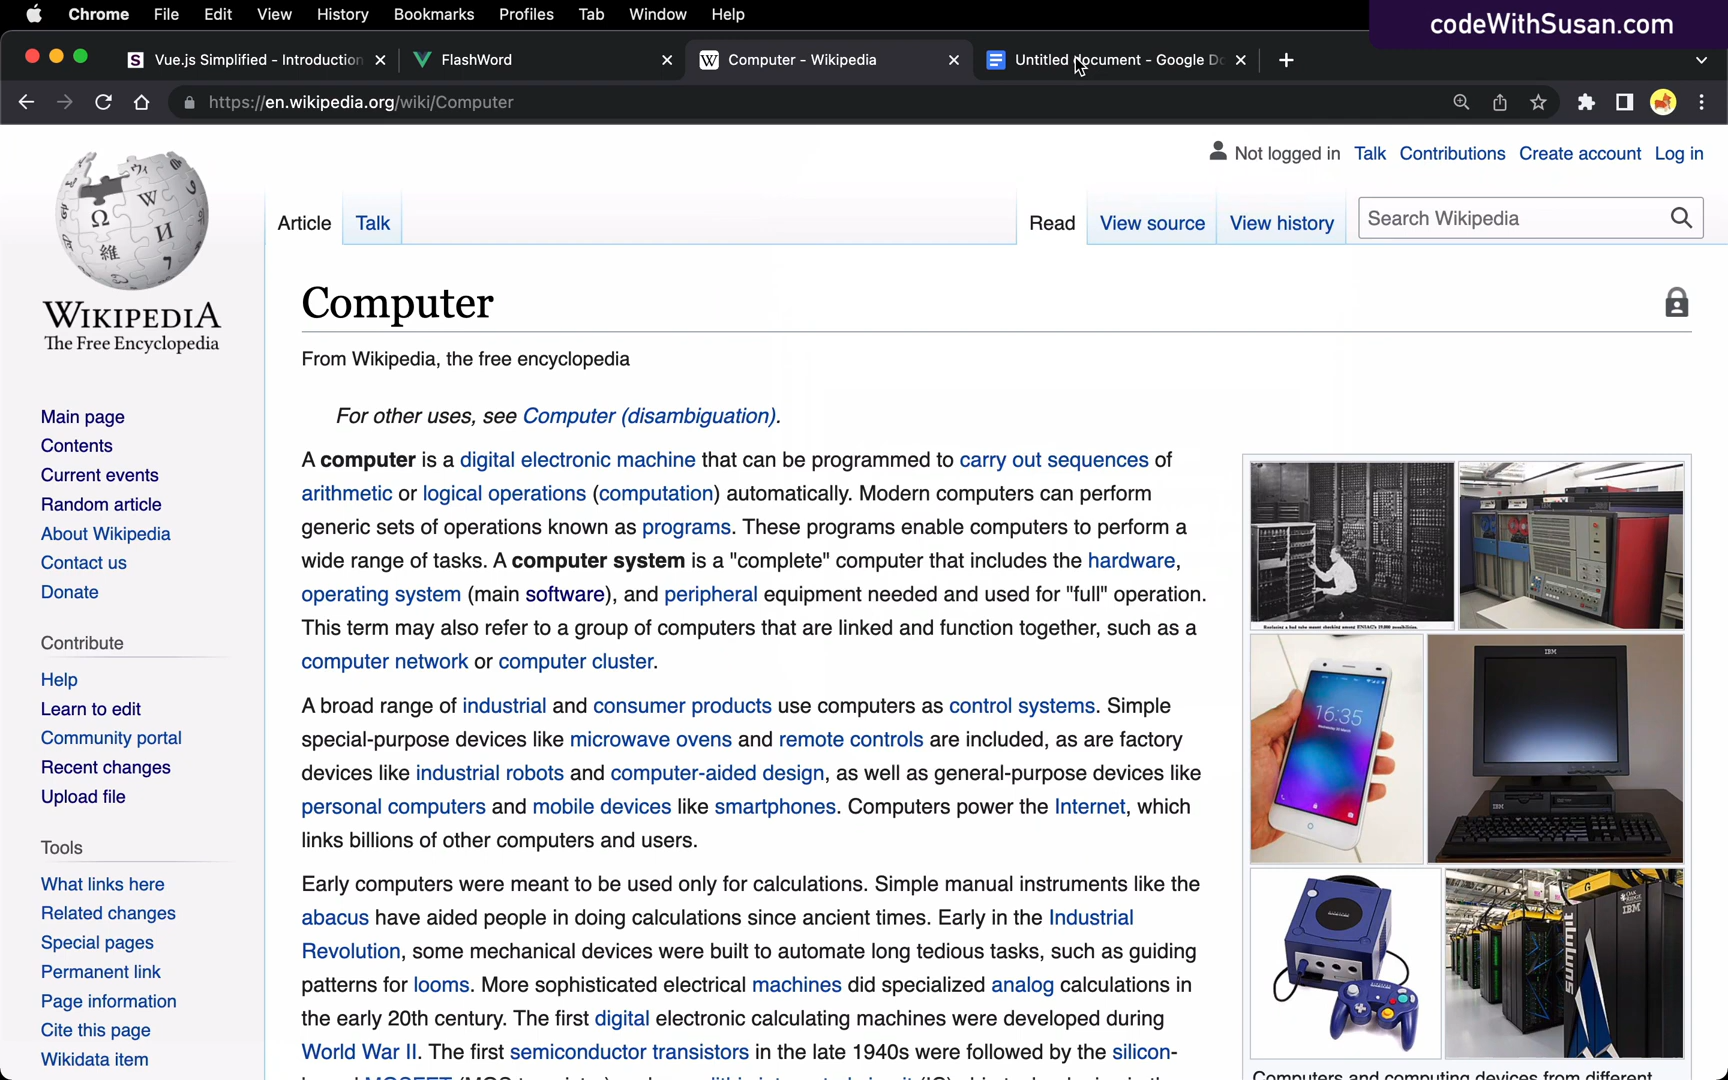 Chrome File Edit View History Bookmarks Profiles Tab Window Help
codeWithSusan.com
Vue.js Simplified - Introduction
FlashWord
Computer - Wikipedia
Untitled document - Google Do
https://en.wikipedia.org/wiki/Computer
WIKIPEDIA
The Free Encyclopedia
Main page
Contents
Current events
Random article
About Wikipedia
Contact us
Donate
Contribute
Help
Learn to edit
Community portal
Recent changes
Upload file
Tools
What links here
Related changes
Special pages
Permanent link
Page information
Cite this page
Wikidata item
Not logged in Talk Contributions Create account Log in
Article Talk
Read View source View history
Search Wikipedia
Computer
From Wikipedia, the free encyclopedia
For other uses, see Computer (disambiguation).
A computer is a digital electronic machine that can be programmed to carry out sequences of
arithmetic or logical operations (computation) automatically. Modern computers can perform
generic sets of operations known as programs. These programs enable computers to perform a
wide range of tasks. A computer system is a "complete" computer that includes the hardware,
operating system (main software), and peripheral equipment needed and used for "full" operation.
This term may also refer to a group of computers that are linked and function together, such as a
computer network or computer cluster.
A broad range of industrial and consumer products use computers as control systems. Simple
special-purpose devices like microwave ovens and remote controls are included, as are factory
devices like industrial robots and computer-aided design, as well as general-purpose devices like
personal computers and mobile devices like smartphones. Computers power the Internet, which
links billions of other computers and users.
Early computers were meant to be used only for calculations. Simple manual instruments like the
abacus have aided people in doing calculations since ancient times. Early in the Industrial
Revolution, some mechanical devices were built to automate long tedious tasks, such as guiding
patterns for looms. More sophisticated electrical machines did specialized analog calculations in
the early 20th century. The first digital electronic calculating machines were developed during
World War II. The first semiconductor transistors in the late 1940s were followed by the silicon-
16:35
IBM
IBM
SUMMIT
IBM
Computers and computing devices from different